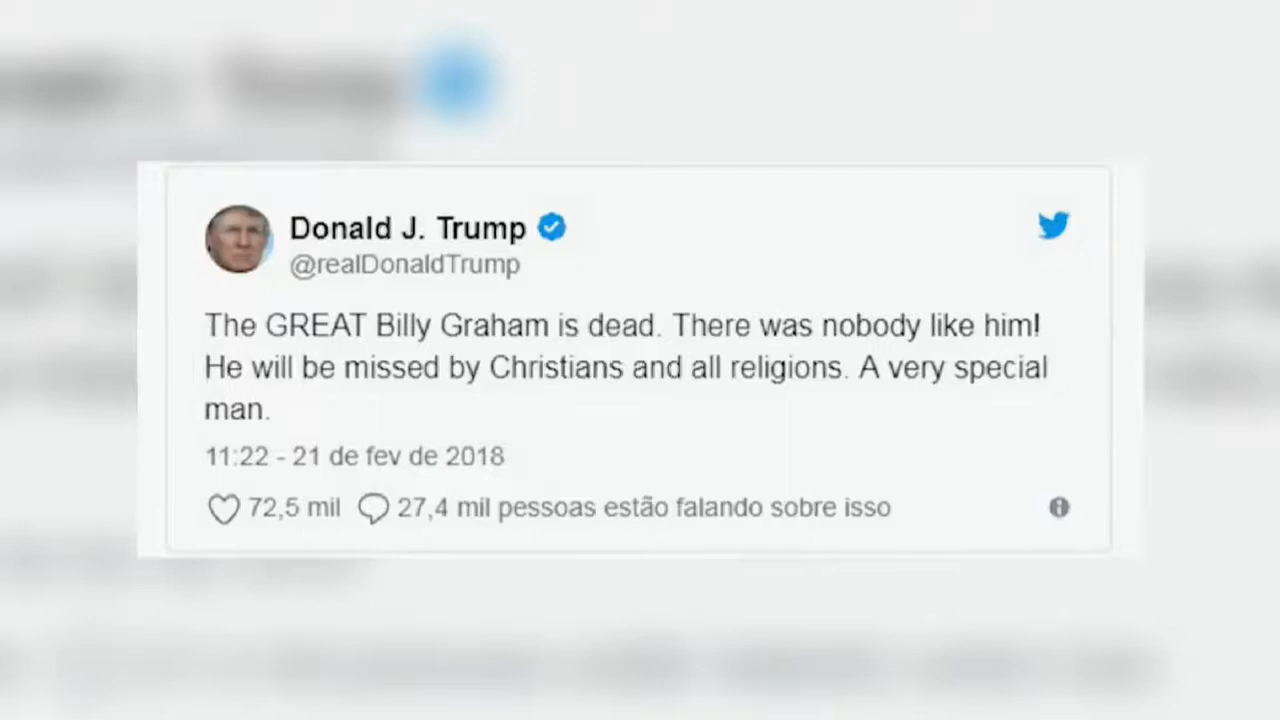 Donald J. Trump
@realDonaldTrump
The GREAT Billy Graham is dead. There was nobody like him!
He will be missed by Christians and all religions. A very special
man.
11:22 - 21 de fev de 2018
72,5 mil 27,4 mil pessoas estão falando sobre isso